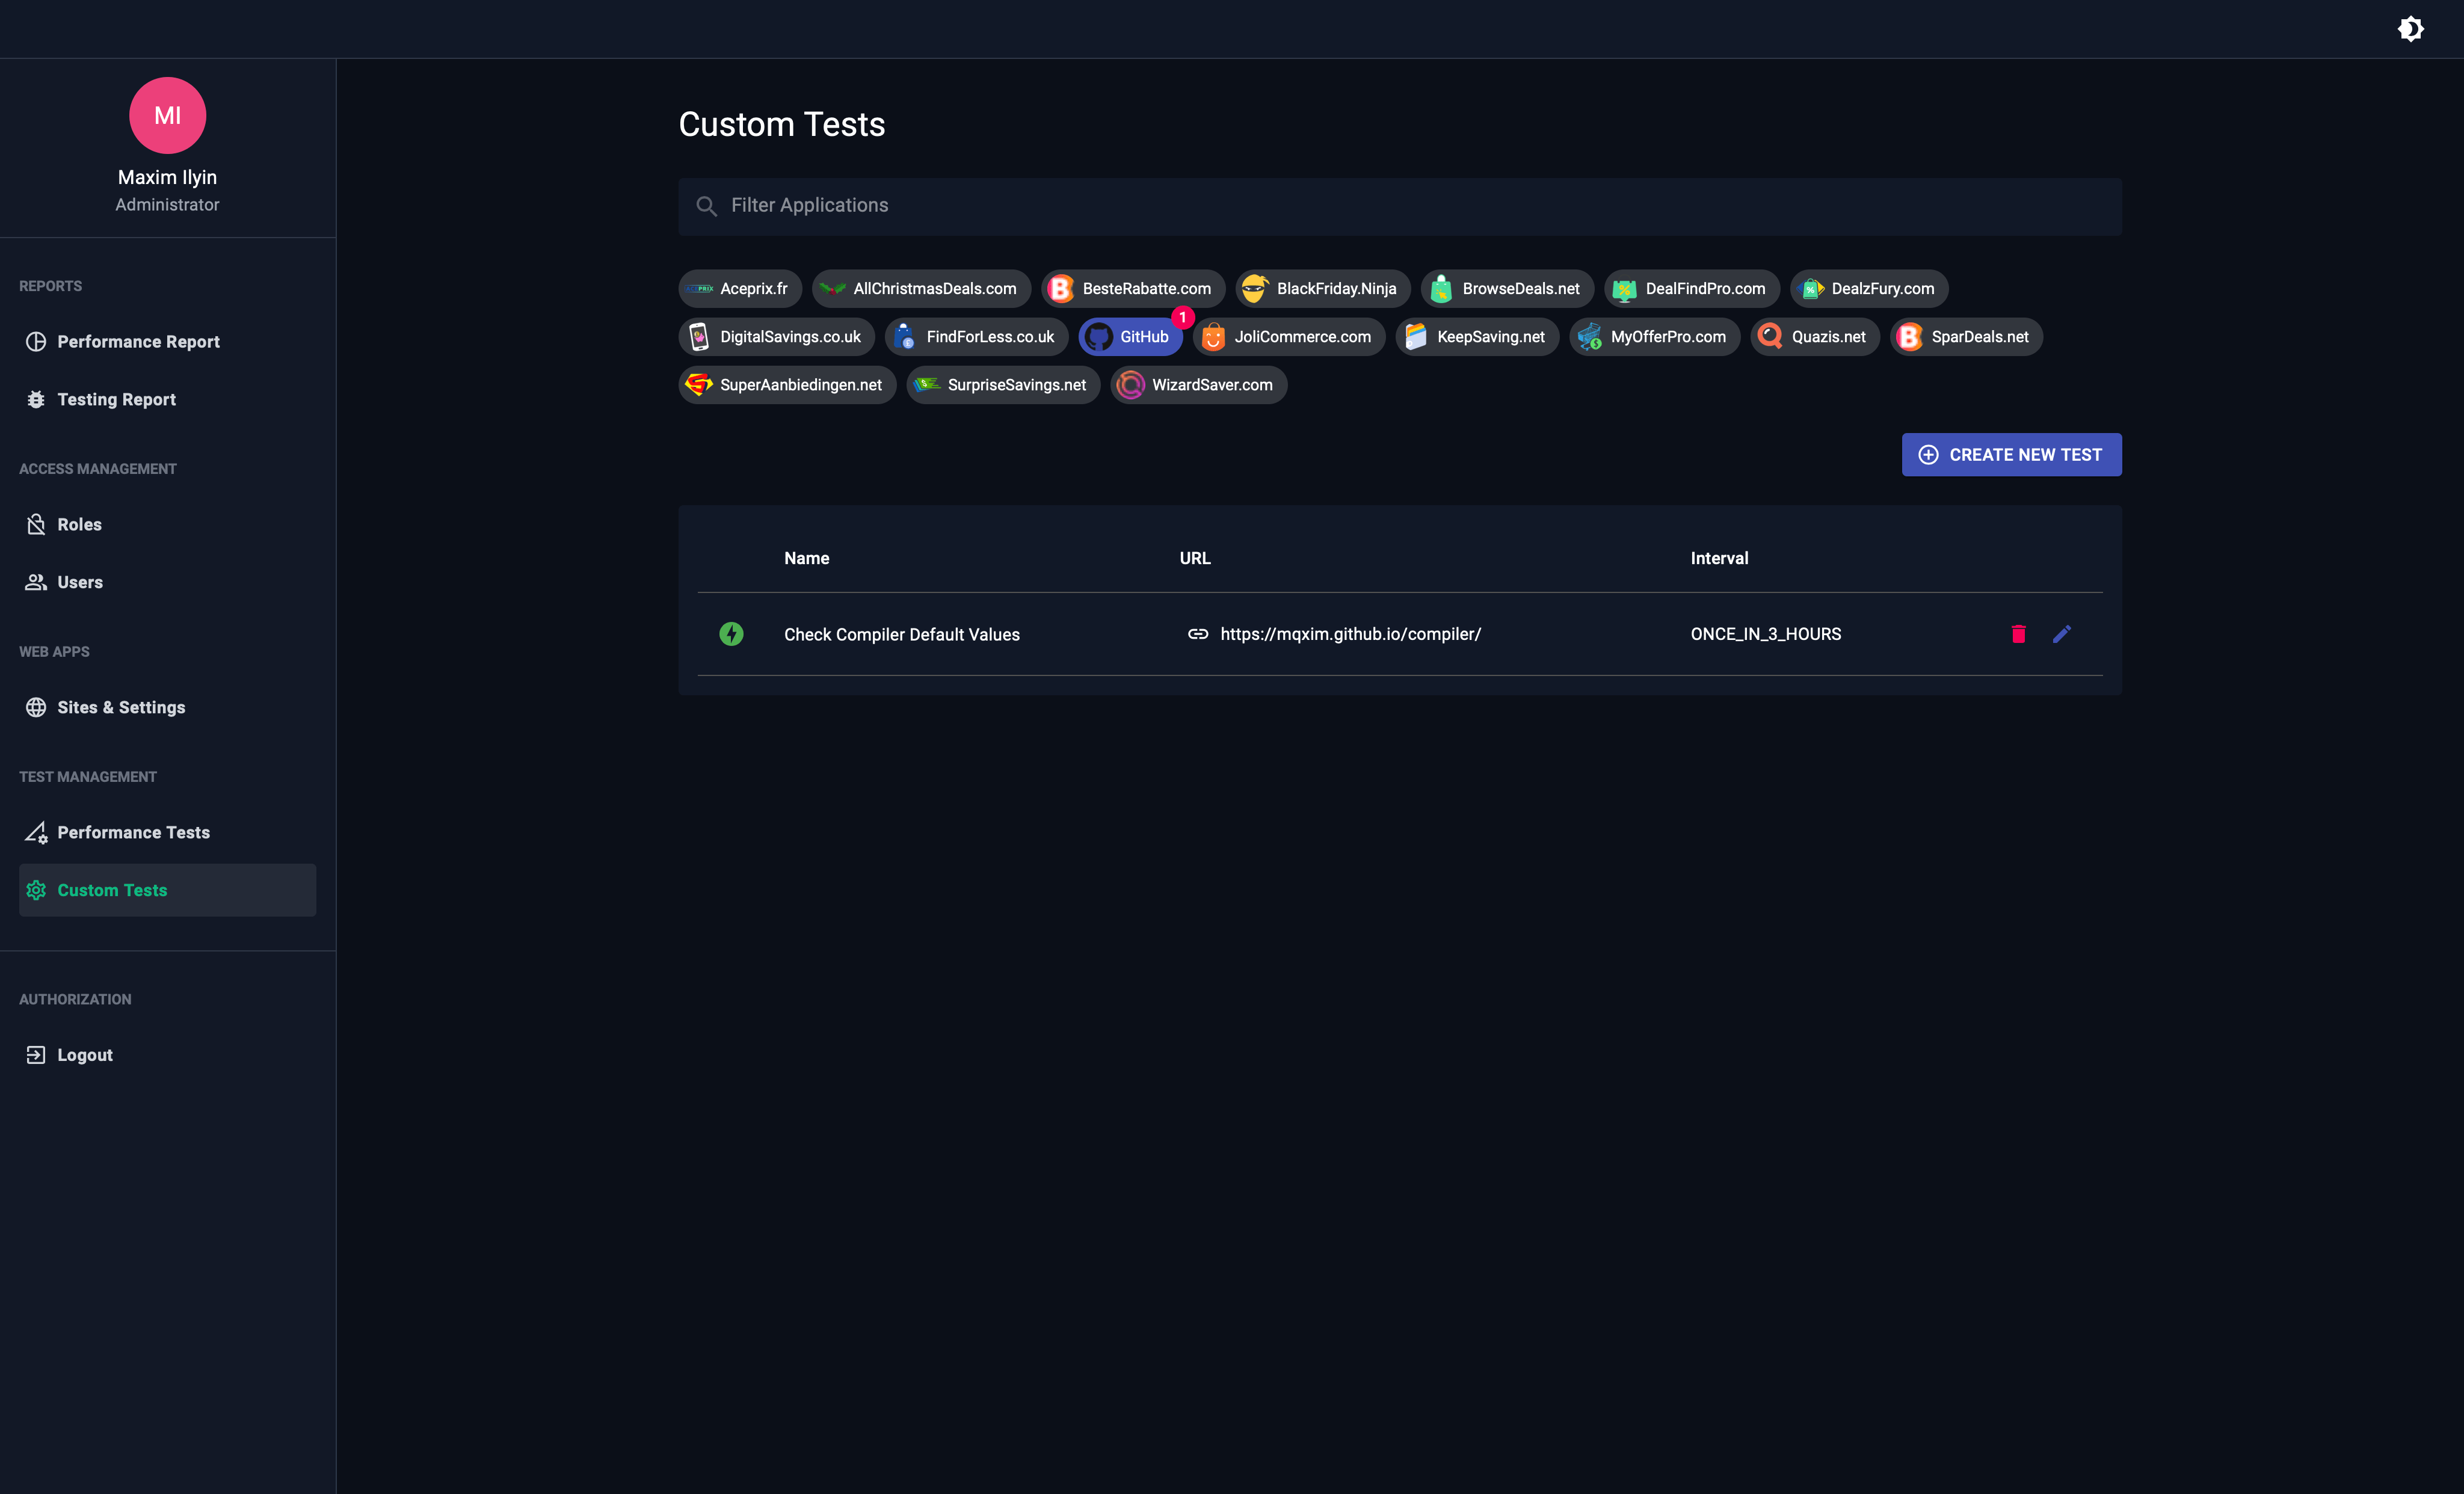 MI
Maxim Ilyin
Administrator
REPORTS
Performance Report
Testing Report
ACCESS MANAGEMENT
Roles
Users
WEB APPS
Sites & Settings
TEST MANAGEMENT
Performance Tests
Custom Tests
AUTHORIZATION
Logout
Custom Tests
Filter Applications
Aceprix.fr AllChristmasDeals.com BesteRabatte.com BlackFriday.Ninja BrowseDeals.net DealFindPro.com DealzFury.com
DigitalSavings.co.uk FindForLess.co.uk GitHub 1 JoliCommerce.com KeepSaving.net MyOfferPro.com Quazis.net SparDeals.net
SuperAanbiedingen.net SurpriseSavings.net WizardSaver.com
CREATE NEW TEST
Name URL Interval
Check Compiler Default Values https://mqxim.github.io/compiler/ ONCE_IN_3_HOURS